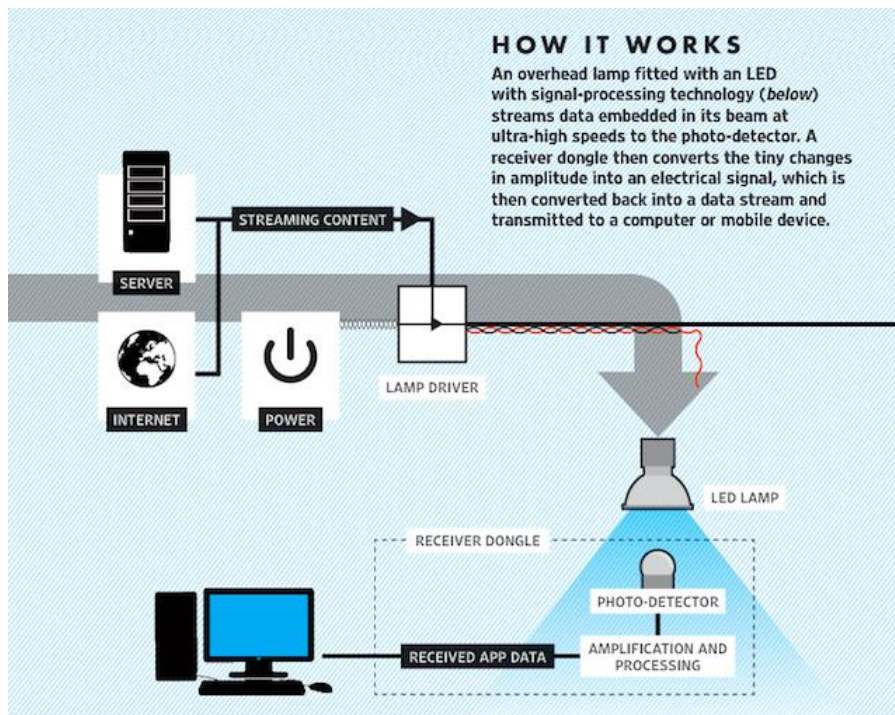 HOW IT WORKS
An overhead lamp fitted with an LED
with signal-processing technology (below)
streams data embedded in its beam at
ultra-high speeds to the photo-detector. A
receiver dongle then converts the tiny changes
in amplitude into an electrical signal, which is
then converted back into a data stream and
transmitted to a computer or mobile device.
STREAMING CONTENT
SERVER
INTERNET
POWER
LAMP DRIVER
LED LAMP
RECEIVER DONGLE
PHOTO-DETECTOR
RECEIVED APP DATA
AMPLIFICATION AND
PROCESSING